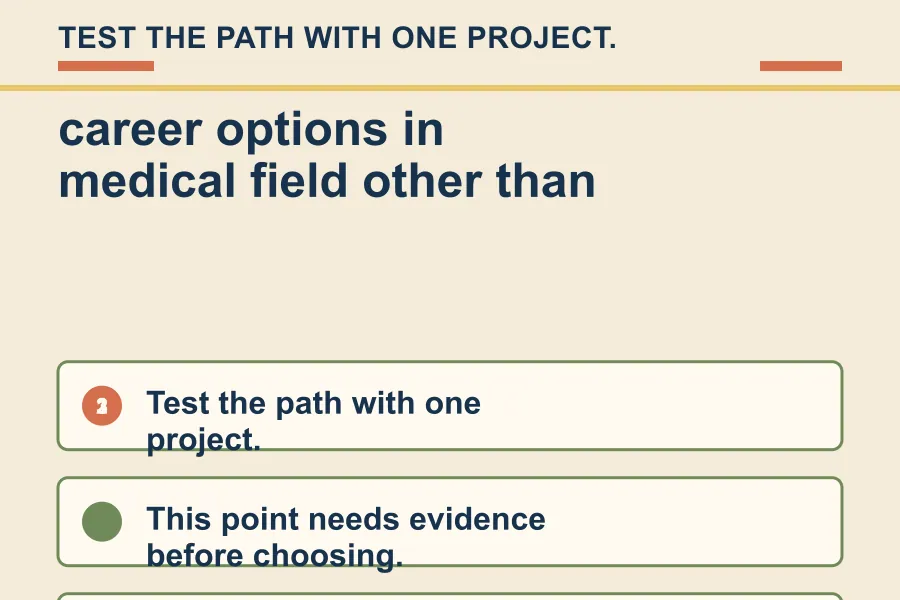 TEST THE PATH WITH ONE PROJECT.
career options in
medical field other than
Test the path with one
project.
This point needs evidence
before choosing.